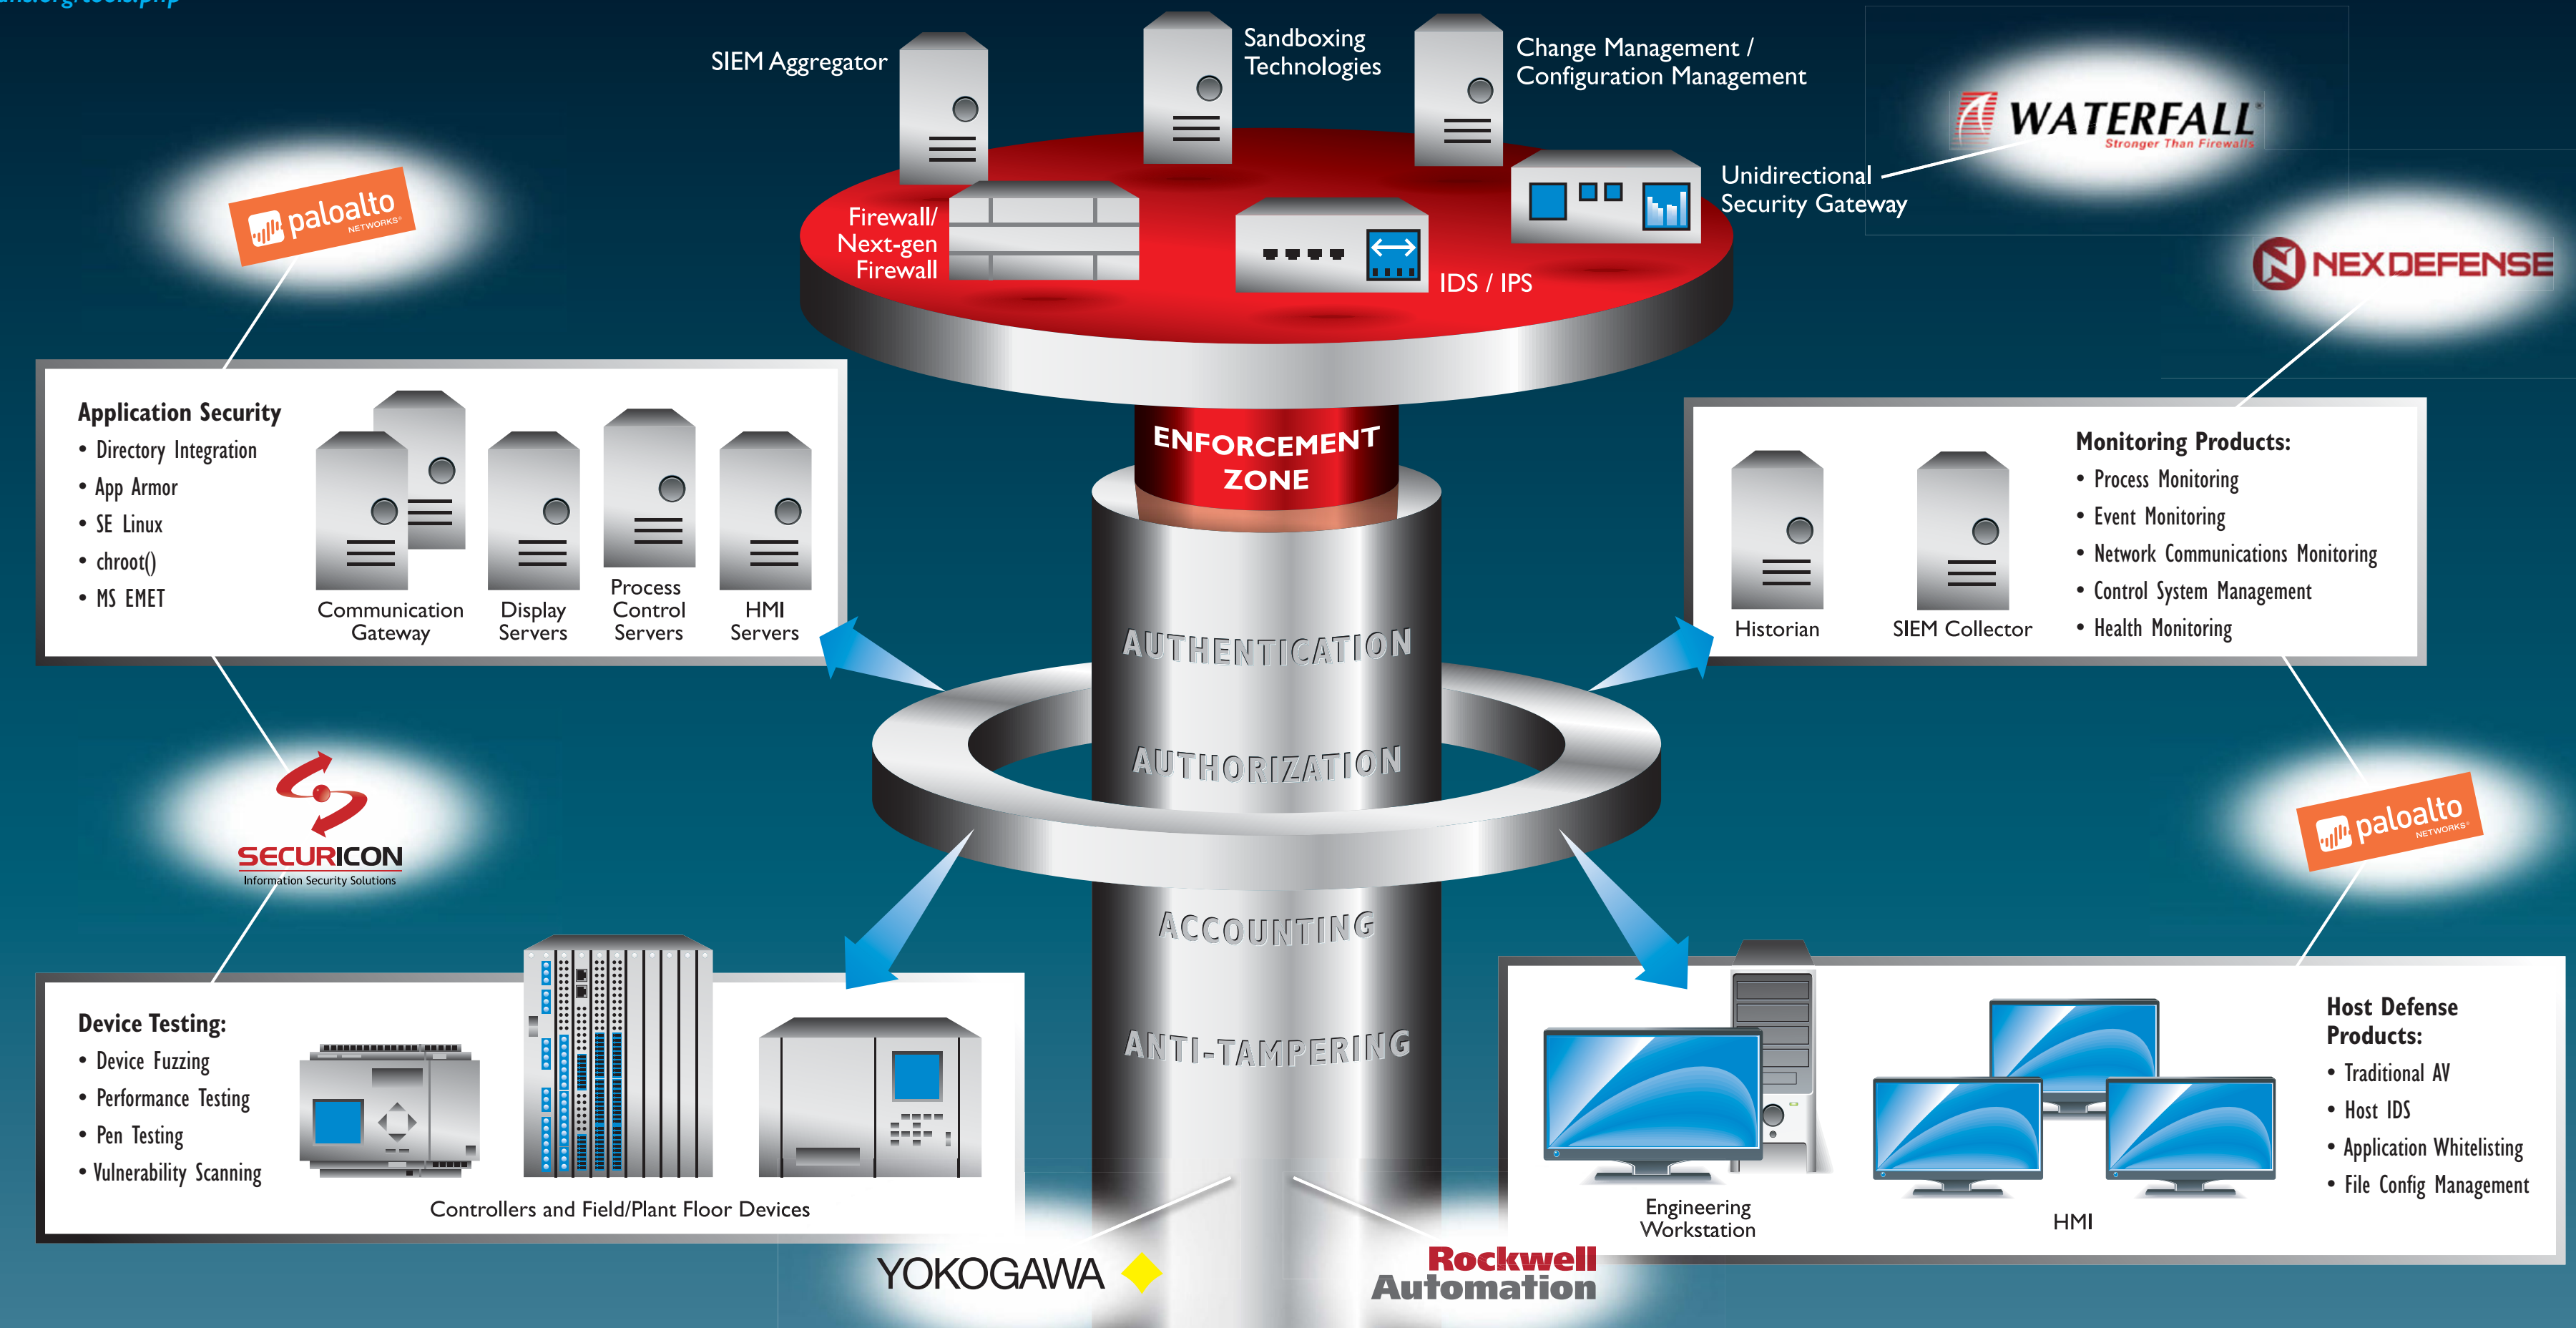 SIEM Aggregator
Sandboxing
Technologies
Change Management /
Configuration Management
WATERFALL®
Stronger Than Firewalls
Unidirectional
Security Gateway
Firewall/
Next-gen
Firewall
IDS / IPS
paloalto
NETWORKS®
NEXDEFENSE
ENFORCEMENT
ZONE
Application Security
• Directory Integration
• App Armor
• SE Linux
• chroot()
• MS EMET
Communication
Gateway
Display
Servers
Process
Control
Servers
HMI
Servers
Historian
SIEM Collector
Monitoring Products:
• Process Monitoring
• Event Monitoring
• Network Communications Monitoring
• Control System Management
• Health Monitoring
AUTHENTICATION
AUTHORIZATION
ACCOUNTING
ANTI-TAMPERING
SECURICON
Information Security Solutions
paloalto
NETWORKS®
Device Testing:
• Device Fuzzing
• Performance Testing
• Pen Testing
• Vulnerability Scanning
Controllers and Field/Plant Floor Devices
Engineering
Workstation
HMI
Host Defense
Products:
• Traditional AV
• Host IDS
• Application Whitelisting
• File Config Management
YOKOGAWA
Rockwell
Automation